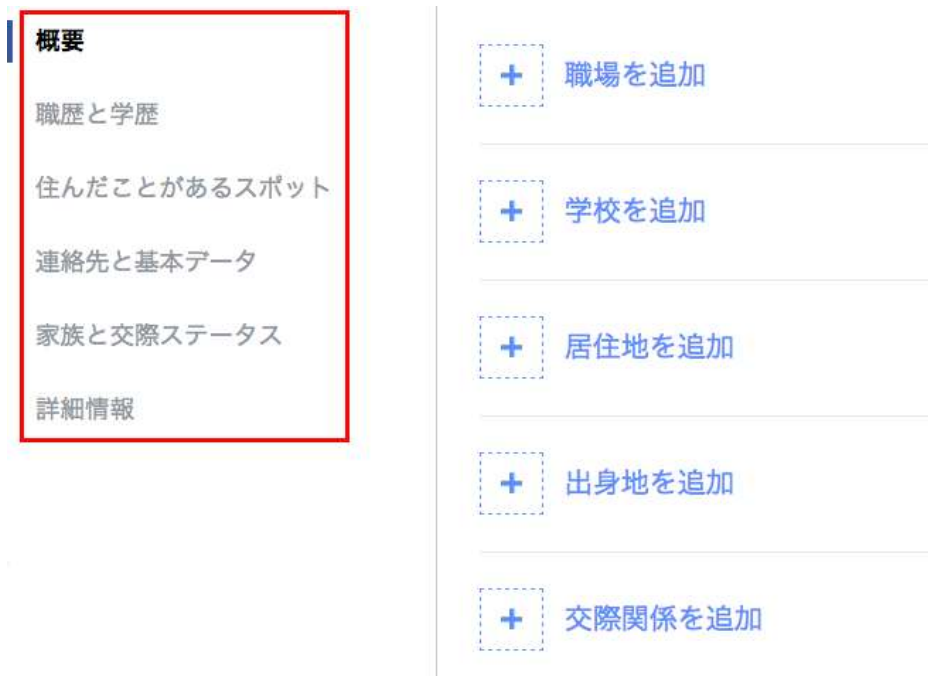 概要
職歴と学歴
住んだことがあるスポット
連絡先と基本データ
家族と交際ステータス
詳細情報
+ 職場を追加
+ 学校を追加
+ 居住地を追加
+ 出身地を追加
+ 交際関係を追加